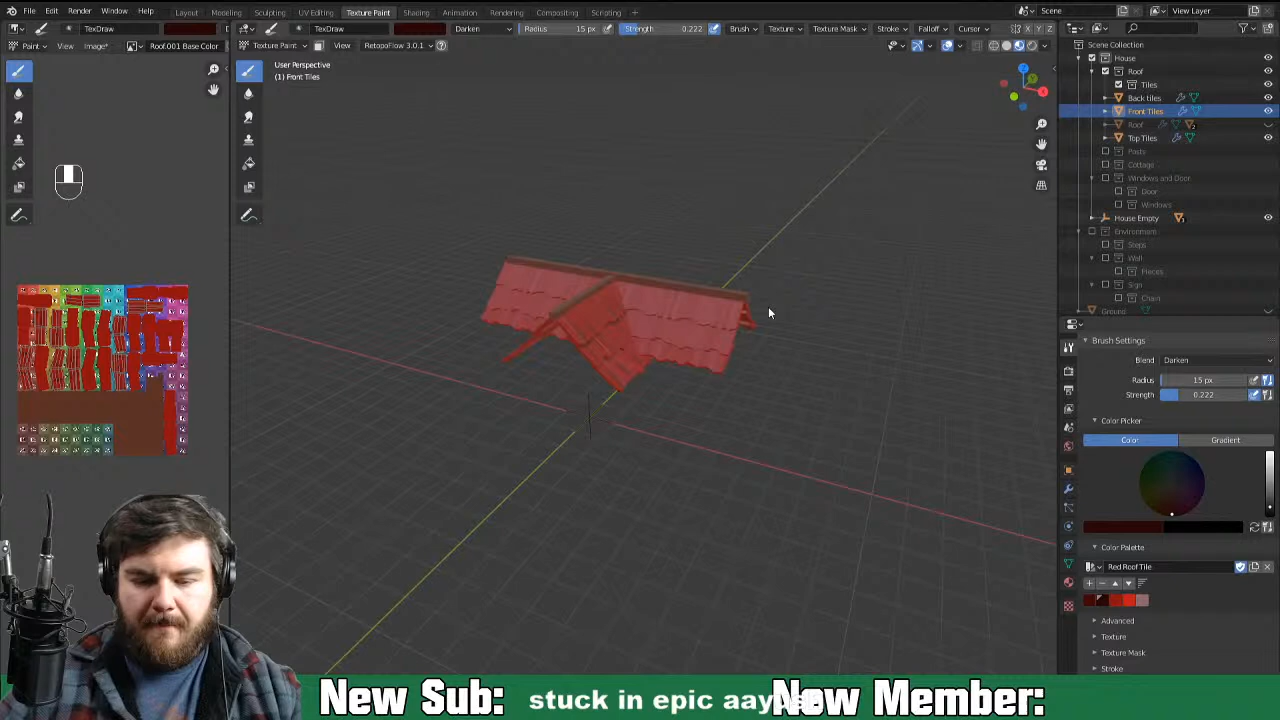 File Edit Render Window Help Layout Modeling Sculpting UV Editing Texture Paint Shading Animation Rendering Compositing Scripting Scene View Layer
TexDraw Darken TexDraw Darken Radius 15 px Strength 0.222 Brush Texture Texture Mask Stroke Falloff Cursor
Paint View Image* Roof.001 Base Color Texture Paint View RetopoFlow 3.0.1
User Perspective
(1) Front Tiles
Scene Collection
House
Roof
Tiles
Back tiles
Front Tiles
Roof
Top Tiles
Posts
Cottage
Windows and Door
Door
Windows
House Empty
Environment
Steps
Wall
Pieces
Sign
Chain
Ground
Brush Settings
Blend Darken
Radius 15 px
Strength 0.222
Color Picker
Color Gradient
Color Palette
Red Roof Tile
Advanced
Texture
Texture Mask
Stroke
New Sub: stuck in epic New Member: